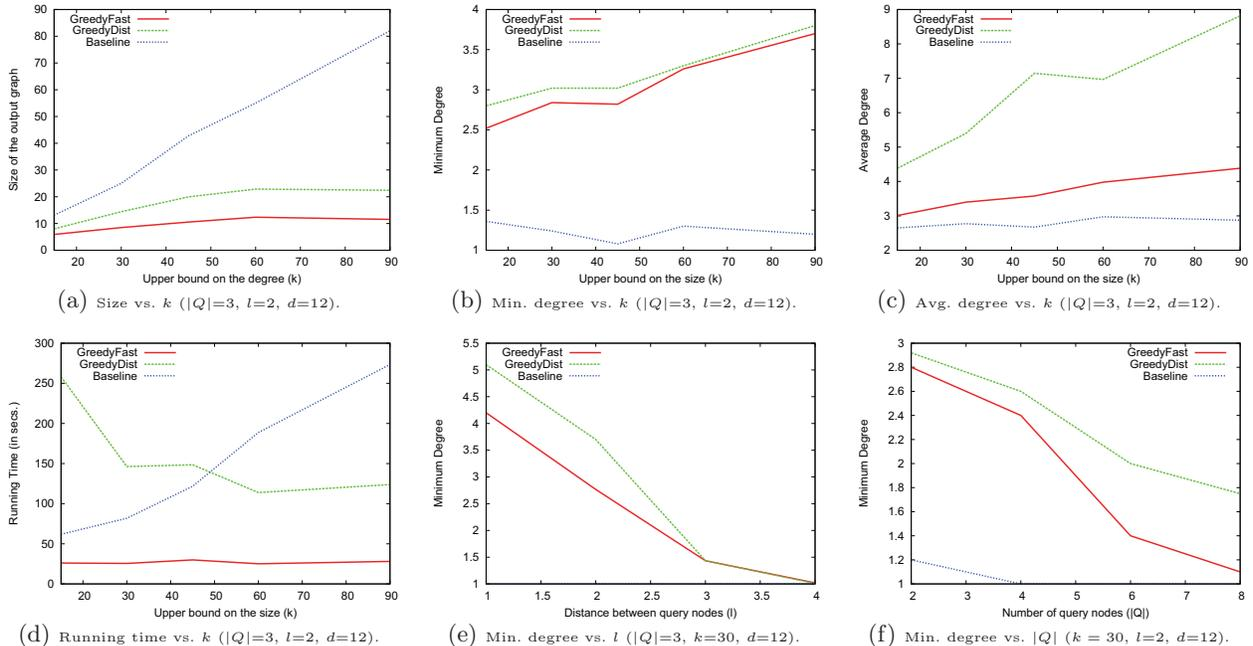 90
80
70
60
50
40
30
20
10
0
20 30 40 50 60 70 80 90
Size of the output graph
Upper bound on the degree (k)
GreedyFast
GreedyDist
Baseline
(a) Size vs. k (|Q|=3, l=2, d=12).
4
3.5
3
2.5
2
1.5
1
20 30 40 50 60 70 80 90
Minimum Degree
Upper bound on the size (k)
GreedyFast
GreedyDist
Baseline
(b) Min. degree vs. k (|Q|=3, l=2, d=12).
9
8
7
6
5
4
3
2
20 30 40 50 60 70 80 90
Average Degree
Upper bound on the size (k)
GreedyFast
GreedyDist
Baseline
(c) Avg. degree vs. k (|Q|=3, l=2, d=12).
300
250
200
150
100
50
0
20 30 40 50 60 70 80 90
Running Time (in secs.)
Upper bound on the size (k)
GreedyFast
GreedyDist
Baseline
(d) Running time vs. k (|Q|=3, l=2, d=12).
5.5
5
4.5
4
3.5
3
2.5
2
1.5
1
1 1.5 2 2.5 3 3.5 4
Minimum Degree
Distance between query nodes (l)
GreedyFast
GreedyDist
Baseline
(e) Min. degree vs. l (|Q|=3, k=30, d=12).
3
2.8
2.6
2.4
2.2
2
1.8
1.6
1.4
1.2
1
2 3 4 5 6 7 8
Minimum Degree
Number of query nodes (|Q|)
GreedyFast
GreedyDist
Baseline
(f) Min. degree vs. |Q| (k = 30, l=2, d=12).